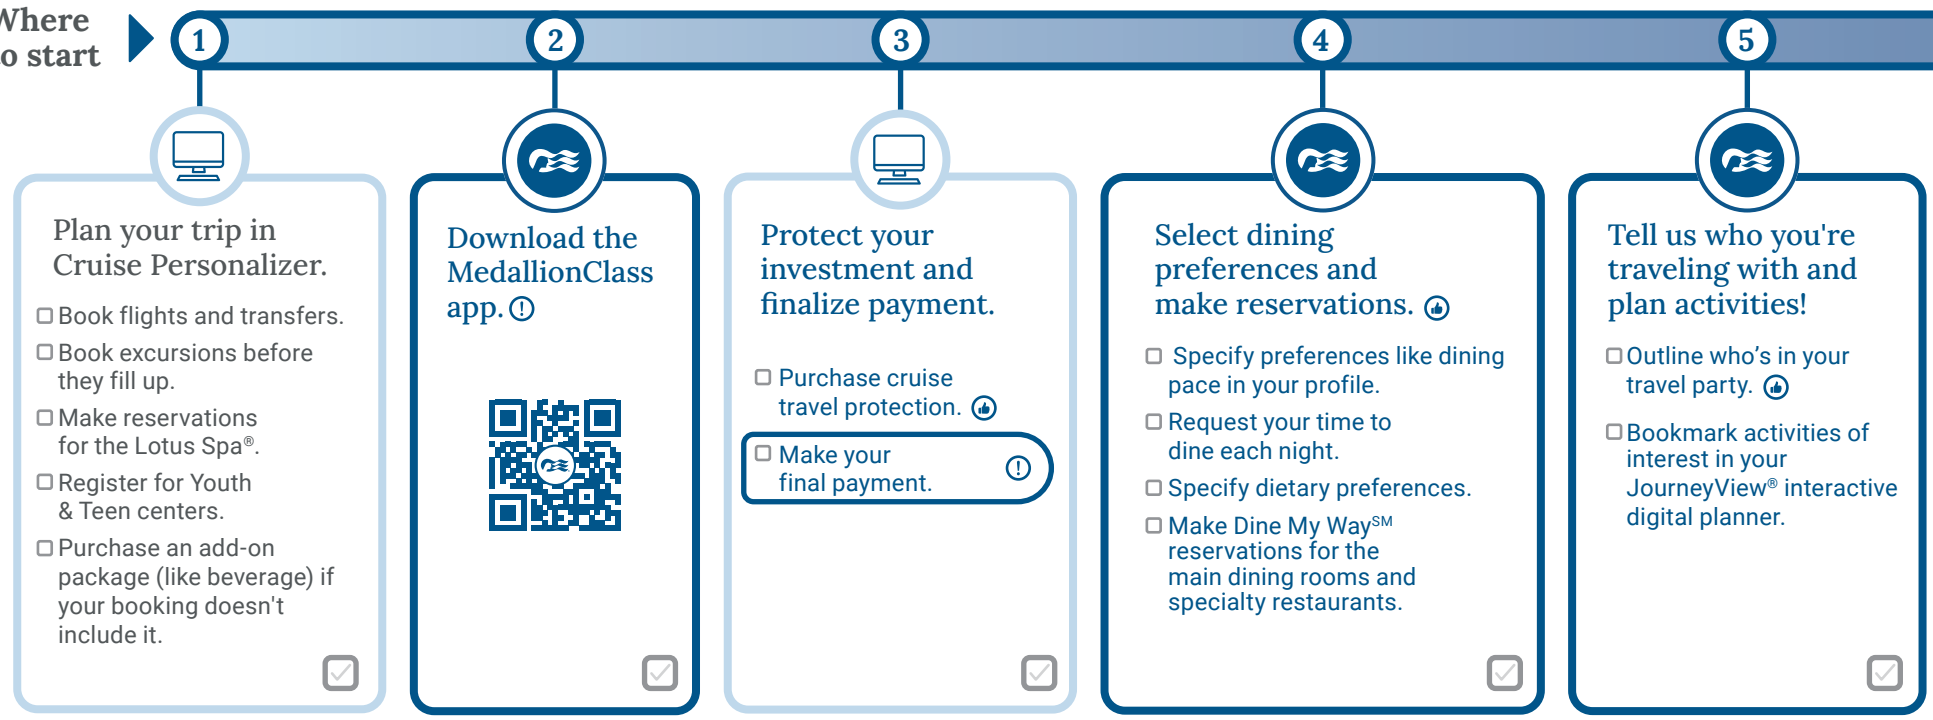 Where
to start
1
2
3
4
5
Plan your trip in
Cruise Personalizer.
Book flights and transfers.
Book excursions before
they fill up.
Make reservations
for the Lotus Spa®.
Register for Youth
& Teen centers.
Purchase an add-on
package (like beverage) if
your booking doesn't
include it.
Download the
MedallionClass
app.
Protect your
investment and
finalize payment.
Purchase cruise
travel protection.
Make your
final payment.
Select dining
preferences and
make reservations.
Specify preferences like dining
pace in your profile.
Request your time to
dine each night.
Specify dietary preferences.
Make Dine My Way℠
reservations for the
main dining rooms and
specialty restaurants.
Tell us who you're
traveling with and
plan activities!
Outline who’s in your
travel party.
Bookmark activities of
interest in your
JourneyView® interactive
digital planner.